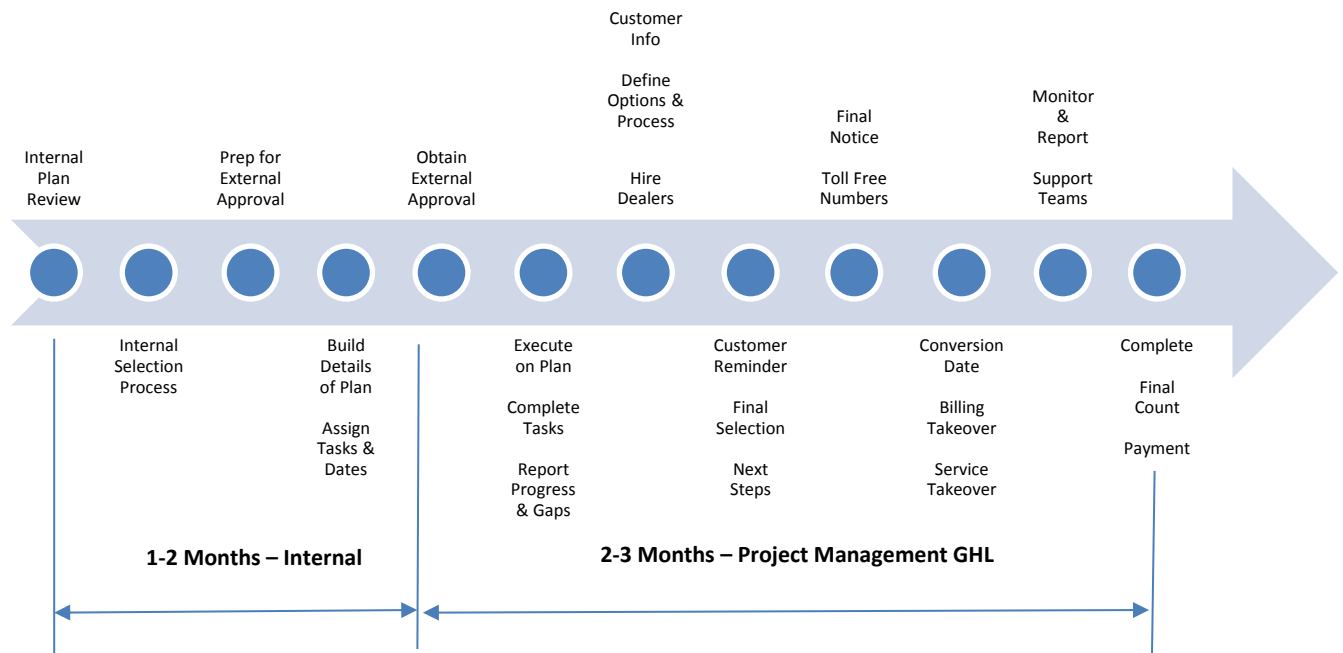 Internal
Plan
Review
Internal
Selection
Process
Prep for
External
Approval
Build
Details
of Plan
Assign
Tasks &
Dates
Obtain
External
Approval
Execute
on Plan
Complete
Tasks
Report
Progress
& Gaps
Customer
Info
Define
Options &
Process
Hire
Dealers
Customer
Reminder
Final
Selection
Next
Steps
Final
Notice
Toll Free
Numbers
Conversion
Date
Billing
Takeover
Service
Takeover
Monitor
&
Report
Support
Teams
Complete
Final
Count
Payment
1-2 Months – Internal
2-3 Months – Project Management GHL